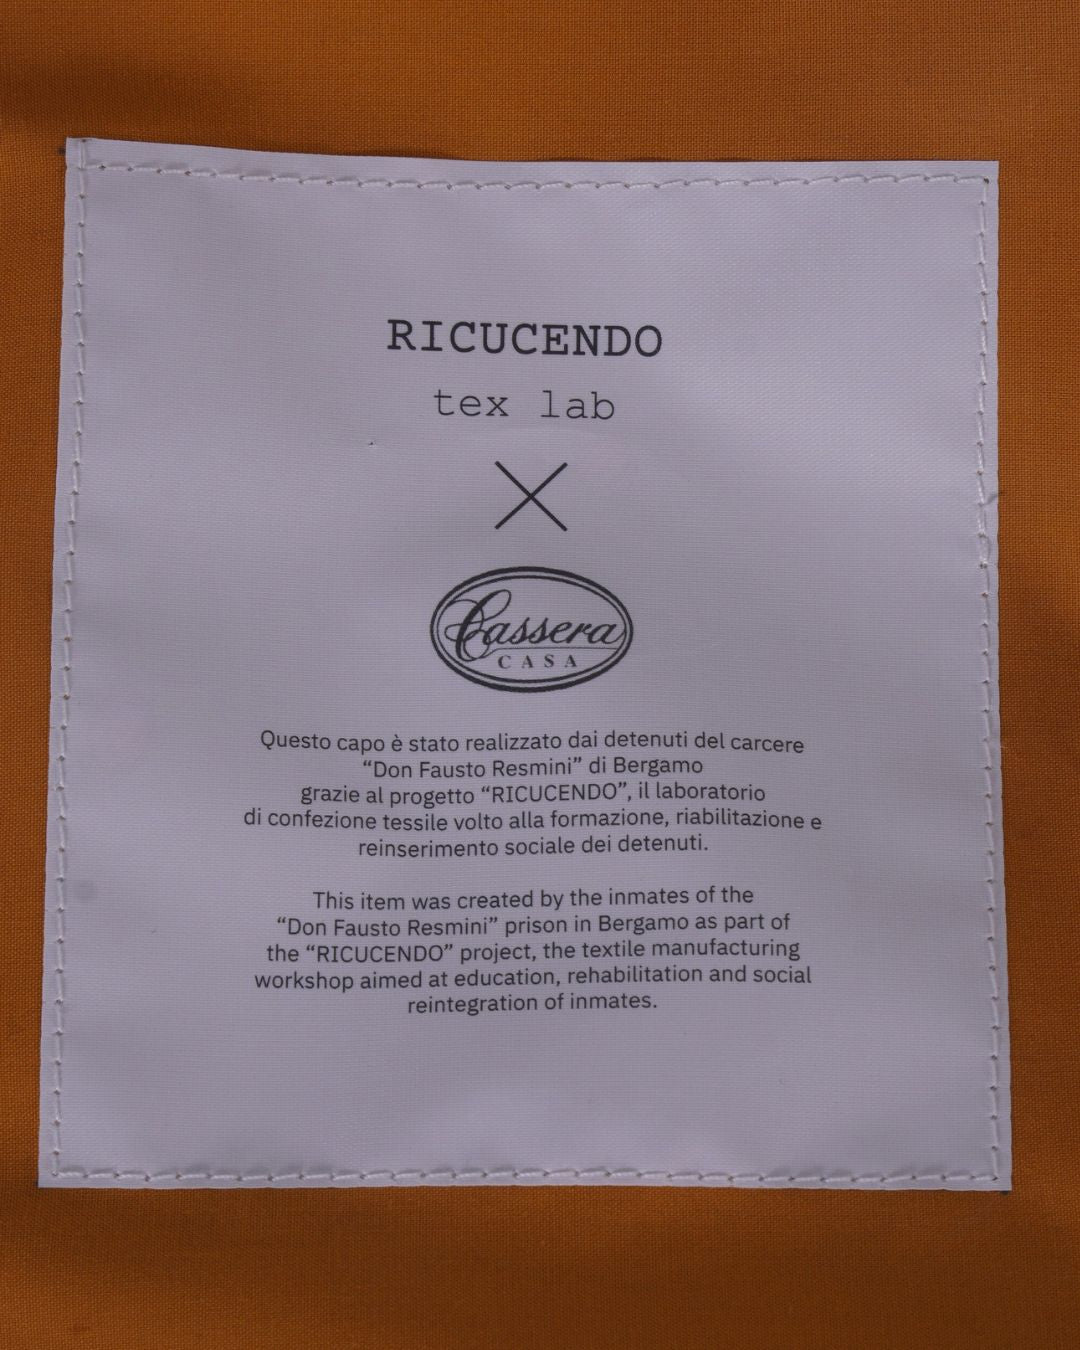 RICUCENDO
tex lab
X
Cassera
CASA
Questo capo è stato realizzato dai detenuti del carcere
“Don Fausto Resmini” di Bergamo
grazie al progetto “RICUCENDO”, il laboratorio
di confezione tessile volto alla formazione, riabilitazione e
reinserimento sociale dei detenuti.
This item was created by the inmates of the
“Don Fausto Resmini” prison in Bergamo as part of
the “RICUCENDO” project, the textile manufacturing
workshop aimed at education, rehabilitation and social
reintegration of inmates.